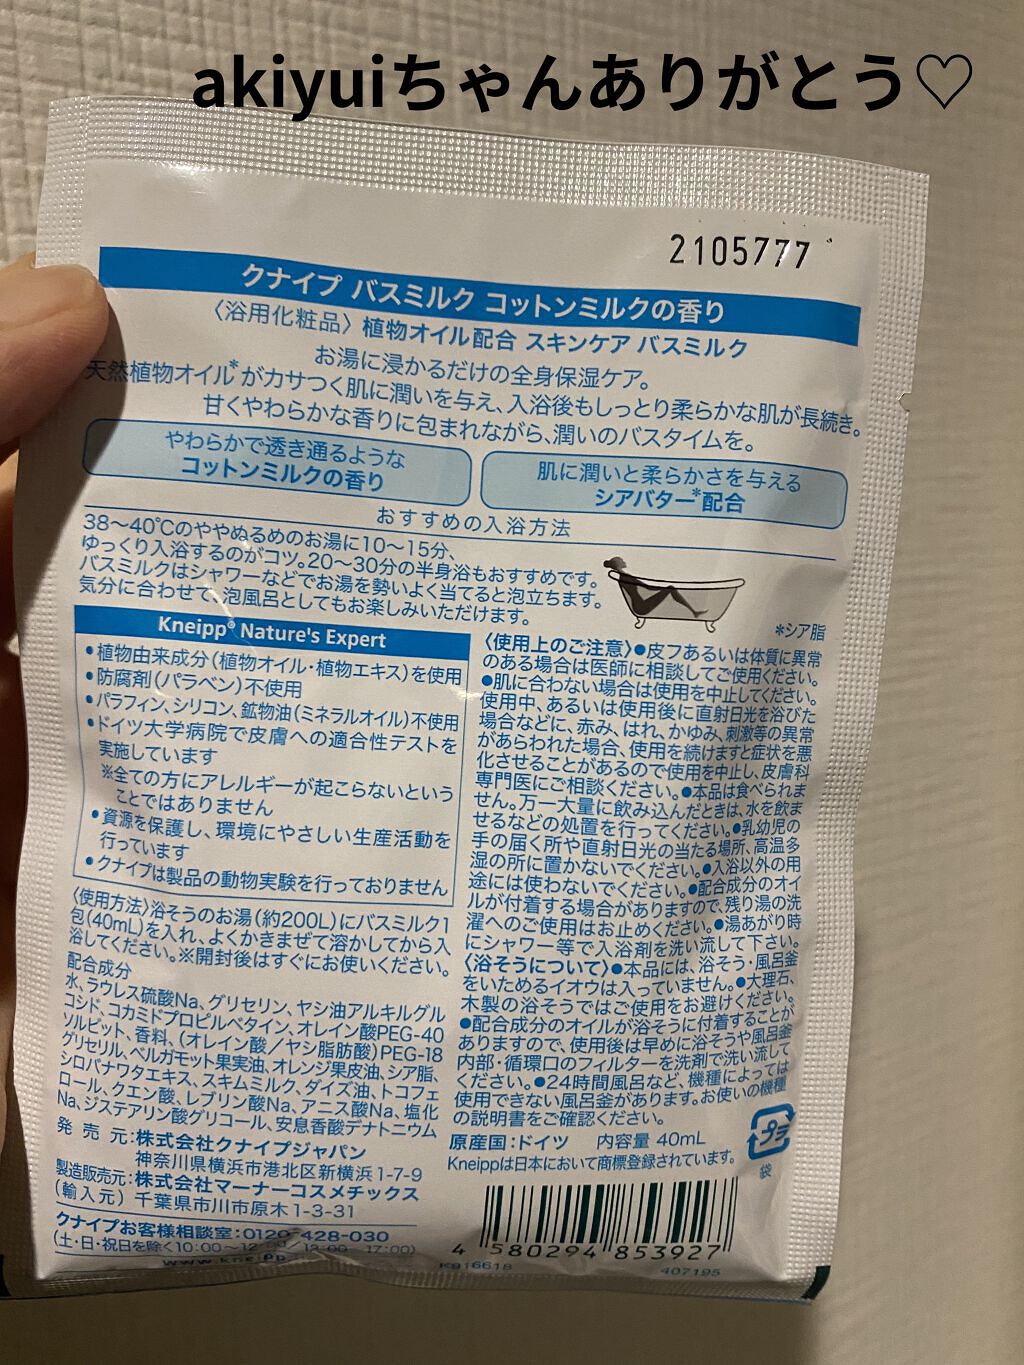 akiyuiちゃんありがとう♡
2105777
クナイプ バスミルク コットンミルクの香り
〈浴用化粧品〉植物オイル配合 スキンケア バスミルク
お湯に浸かるだけの全身保湿ケア。
天然植物オイル*がカサつく肌に潤いを与え、入浴後もしっとり柔らかな肌が長続き。
甘くやわらかな香りに包まれながら、潤いのバスタイムを。
やわらかで透き通るような
コットンミルクの香り
肌に潤いと柔らかさを与える
シアバター*配合
おすすめの入浴方法
38〜40℃のややぬるめのお湯に10〜15分、
ゆっくり入浴するのがコツ。20〜30分の半身浴もおすすめです。
バスミルクはシャワーなどでお湯を勢いよく当てると泡立ちます。
気分に合わせて、泡風呂としてもお楽しみいただけます。
*シア脂
Kneipp® Nature's Expert
●植物由来成分(植物オイル・植物エキス)を使用
●防腐剤(パラベン)不使用
●パラフィン、シリコン、鉱物油(ミネラルオイル)不使用
●ドイツ大学病院で皮膚への適合性テストを
実施しています
※全ての方にアレルギーが起こらないという
ことではありません
●資源を保護し、環境にやさしい生産活動を
行っています
●クナイプは製品の動物実験を行っておりません
〈使用方法〉浴そうのお湯(約200L)にバスミルク1
包(40mL)を入れ、よくかきまぜて溶かしてから入
浴してください。※開封後はすぐにお使いください。
配合成分
水、ラウレス硫酸Na、グリセリン、ヤシ油アルキルグル
コシド、コカミドプロピルベタイン、オレイン酸PEG-40
ソルビット、香料、(オレイン酸/ヤシ脂肪酸)PEG-18
グリセリル、ベルガモット果実油、オレンジ果皮油、シア脂、
シロバナワタエキス、スキムミルク、ダイズ油、トコフェ
ロール、クエン酸、レブリン酸Na、アニス酸Na、塩化
Na、ジステアリン酸グリコール、安息香酸デナトニウム
発売元:株式会社クナイプジャパン
神奈川県横浜市港北区新横浜1-7-9
製造販売元:株式会社マーナーコスメチックス
(輸入元) 千葉県市川市原木1-3-31
クナイプお客様相談室:0120-428-030
(土・日・祝日を除く10:00〜12:00/13:00〜17:00)
〈使用上のご注意〉●皮フあるいは体質に異常
のある場合は医師に相談してご使用ください。
●肌に合わない場合は使用を中止してください。
使用中、あるいは使用後に直射日光を浴びた
場合などに、赤み、はれ、かゆみ、刺激等の異常
があらわれた場合、使用を続けますと症状を悪
化させることがあるので使用を中止し、皮膚科
専門医にご相談ください。●本品は食べられま
せん。万一大量に飲み込んだときは、水を飲ま
せるなどの処置を行ってください。●乳幼児の
手の届く所や直射日光の当たる場所、高温多
湿の所に置かないでください。●入浴以外の用
途には使わないでください。●配合成分のオイ
ルが付着する場合がありますので、残り湯の洗
濯へのご使用はお止めください。●湯あがり時
にシャワー等で入浴剤を洗い流して下さい。
〈浴そうについて〉●本品には、浴そう・風呂釜
をいためるイオウは入っていません。●大理石、
木製の浴そうではご使用をお避けください。
●配合成分のオイルが浴そうに付着することが
ありますので、使用後は早めに浴そうや風呂釜
内部・循環口のフィルターを洗剤で洗い流して
ください。●24時間風呂など、機種によっては
使用できない風呂釜があります。お使いの機種
の説明書をご確認ください。
原産国:ドイツ 内容量 40mL
Kneippは日本において商標登録されています。
プラ
袋
4 580294 853927
K916618
407195